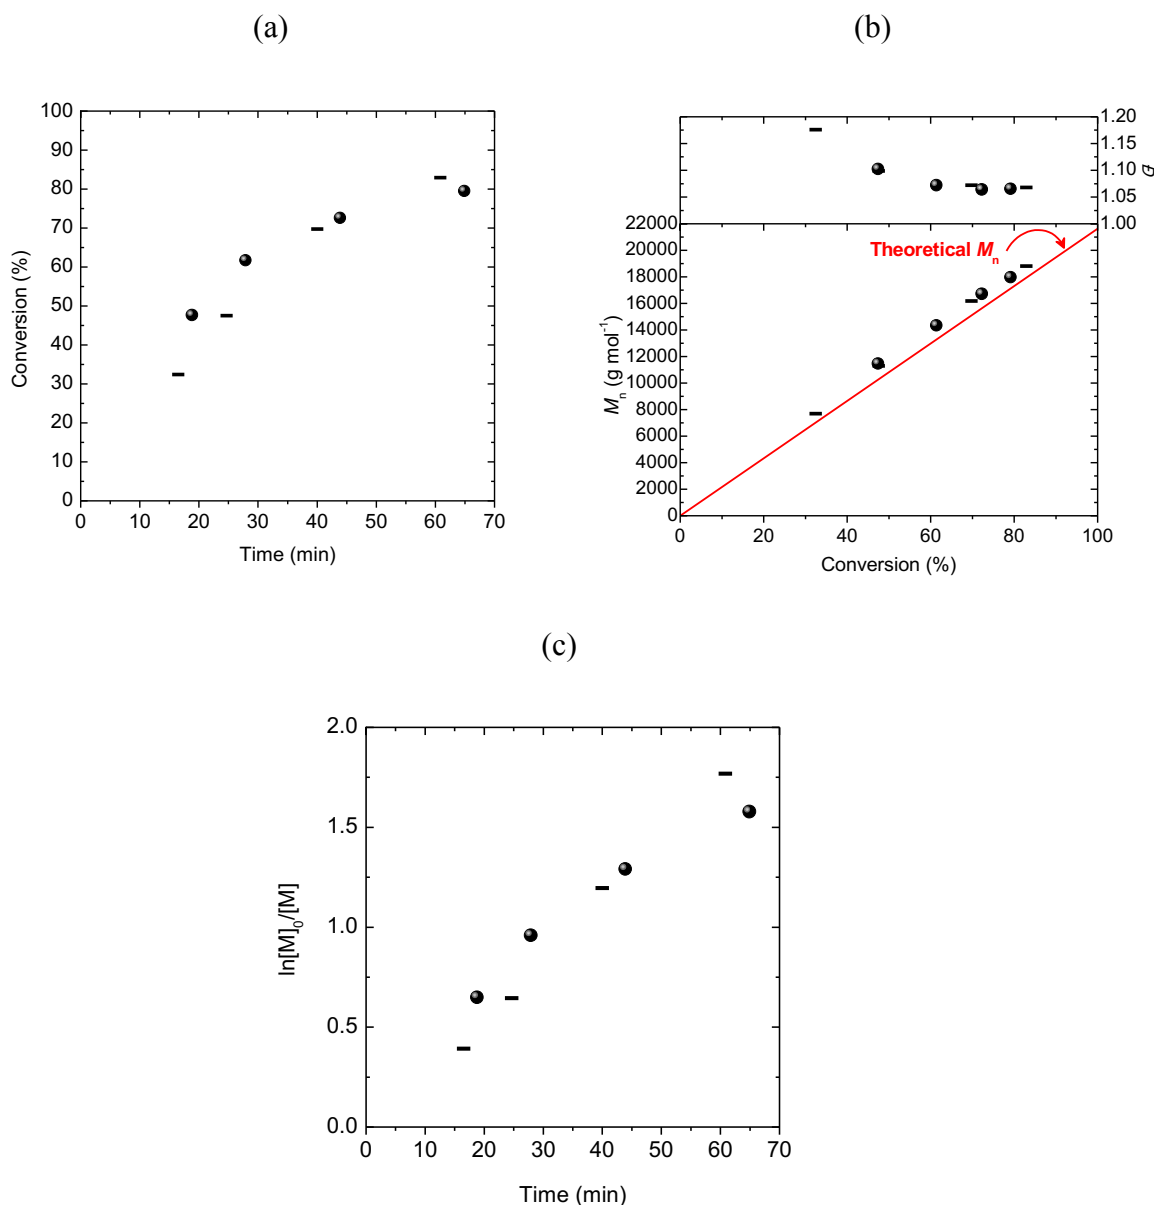 (a)
100
90
80
70
60
50
40
30
20
10
0
Conversion (%)
0 10 20 30 40 50 60 70
Time (min)
(b)
1.20
1.15
1.10
1.05
1.00
Đ
22000
20000
18000
16000
14000
12000
10000
8000
6000
4000
2000
0
Mn (g mol-1)
Theoretical Mn
0 20 40 60 80 100
Conversion (%)
(c)
2.0
1.5
1.0
0.5
0.0
ln[M]0/[M]
0 10 20 30 40 50 60 70
Time (min)